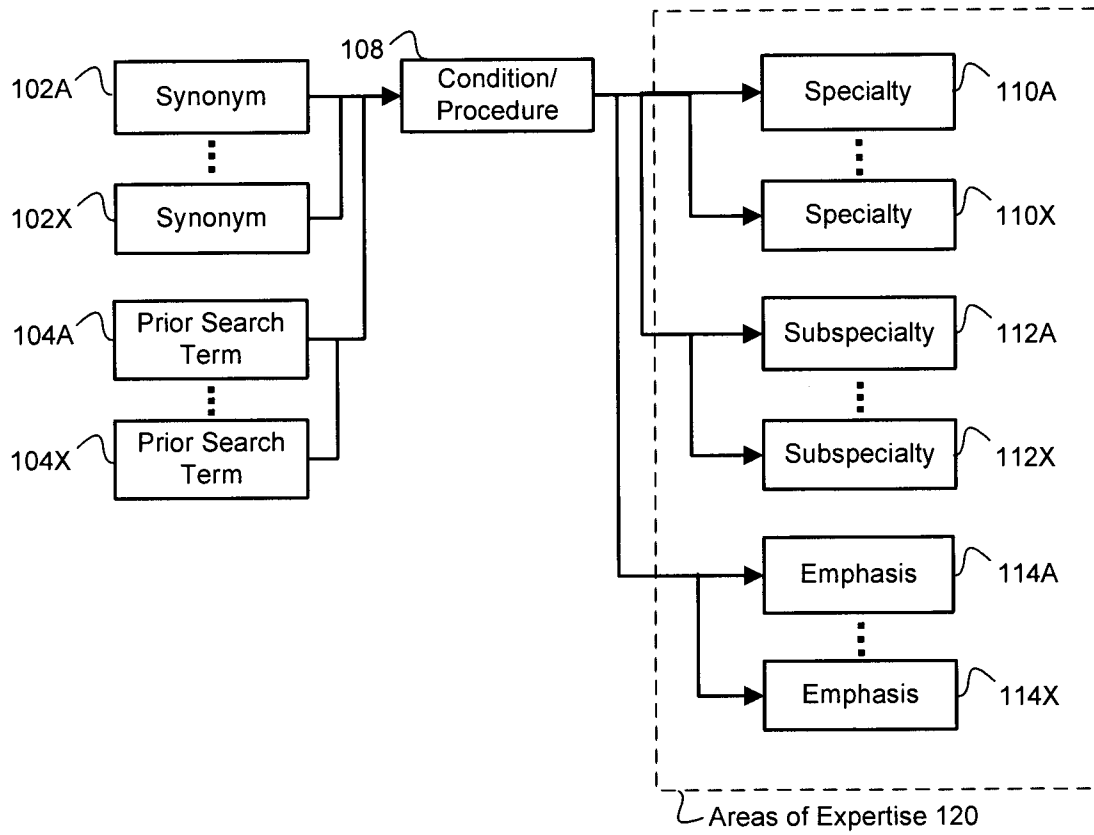 108
102A
Synonym
Condition/
Procedure
Specialty
110A
102X
Synonym
Specialty
110X
104A
Prior Search
Term
Subspecialty
112A
104X
Prior Search
Term
Subspecialty
112X
Emphasis
114A
Emphasis
114X
Areas of Expertise 120